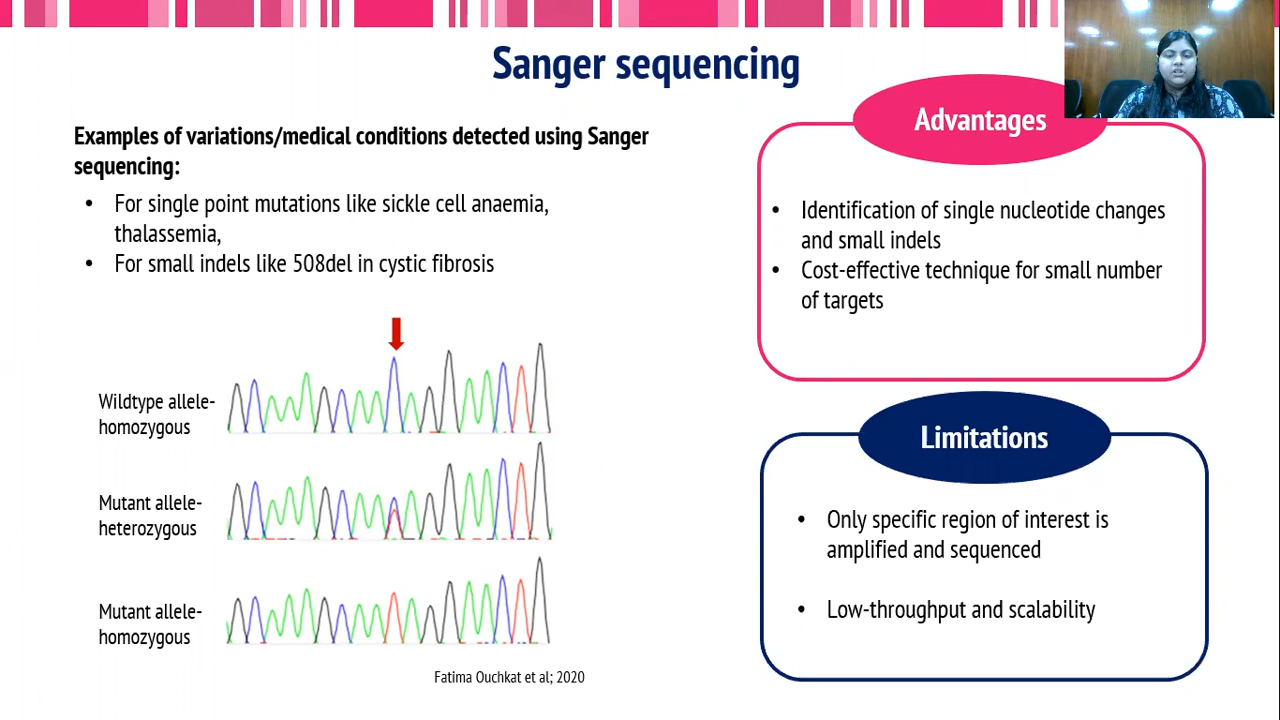 Sanger sequencing
Examples of variations/medical conditions detected using Sanger
sequencing:
• For single point mutations like sickle cell anaemia,
thalassemia,
• For small indels like 508del in cystic fibrosis
Wildtype allele-
homozygous
Mutant allele-
heterozygous
Mutant allele-
homozygous
Fatima Ouchkat et al; 2020
Advantages
• Identification of single nucleotide changes
and small indels
• Cost-effective technique for small number
of targets
Limitations
• Only specific region of interest is
amplified and sequenced
• Low-throughput and scalability